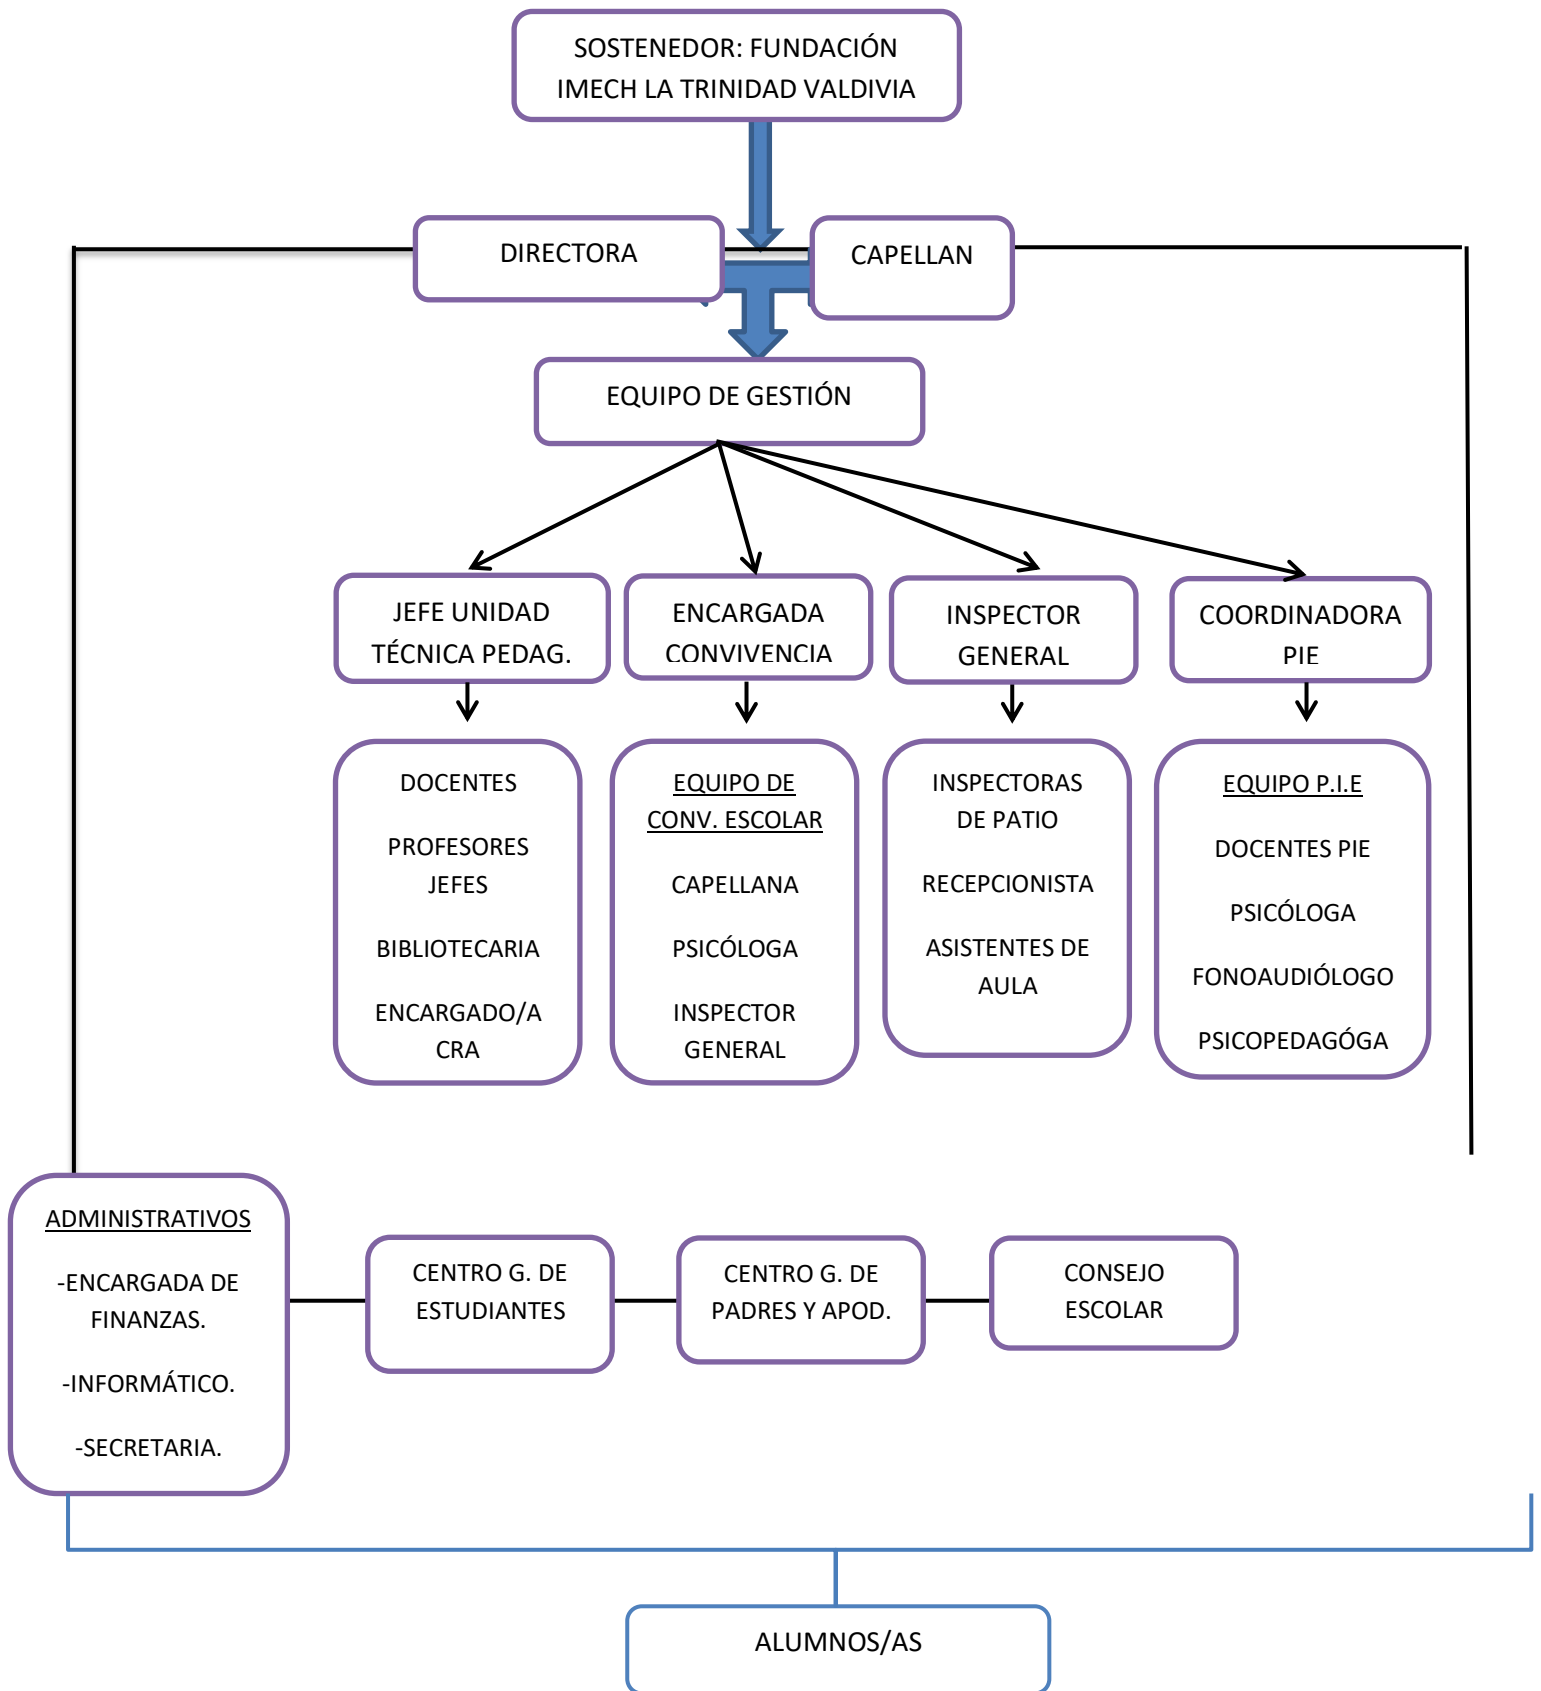 SOSTENEDOR: FUNDACIÓN
IMECH LA TRINIDAD VALDIVIA
DIRECTORA
CAPELLAN
EQUIPO DE GESTIÓN
JEFE UNIDAD
TÉCNICA PEDAG.
ENCARGADA
CONVIVENCIA
INSPECTOR
GENERAL
COORDINADORA
PIE
DOCENTES
PROFESORES
JEFES
BIBLIOTECARIA
ENCARGADO/A
CRA
EQUIPO DE
CONV. ESCOLAR
CAPELLANA
PSICÓLOGA
INSPECTOR
GENERAL
INSPECTORAS
DE PATIO
RECEPCIONISTA
ASISTENTES DE
AULA
EQUIPO P.I.E
DOCENTES PIE
PSICÓLOGA
FONOAUDIÓLOGO
PSICOPEDAGÓGA
ADMINISTRATIVOS
-ENCARGADA DE
FINANZAS.
-INFORMÁTICO.
-SECRETARIA.
CENTRO G. DE
ESTUDIANTES
CENTRO G. DE
PADRES Y APOD.
CONSEJO
ESCOLAR
ALUMNOS/AS